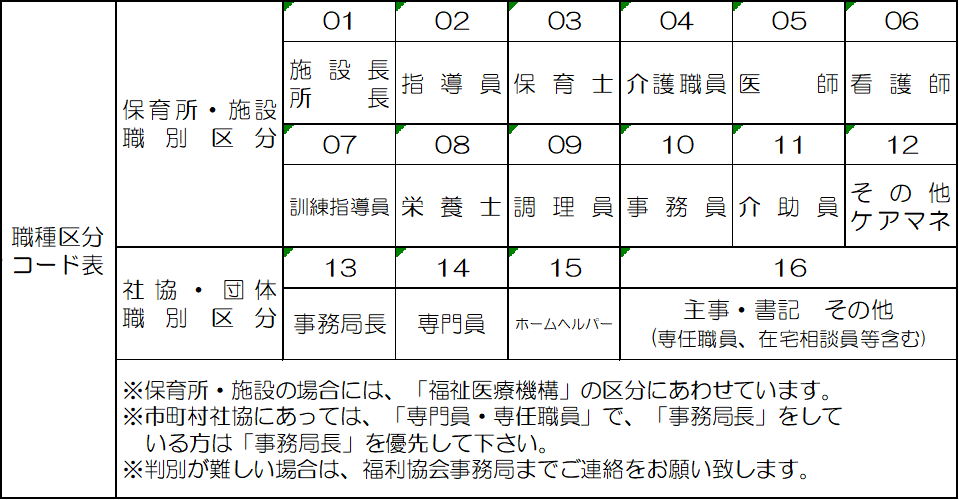 職種区分
コード表
保育所・施設
職別区分
01 02 03 04 05 06
施設長
所長
指導員
保育士
介護職員
医師
看護師
07 08 09 10 11 12
訓練指導員
栄養士
調理員
事務員
介助員
その他
ケアマネ
社協・団体
職別区分
13 14 15 16
事務局長
専門員
ホームヘルパー
主事・書記　その他
(専任職員、在宅相談員等含む)
※保育所・施設の場合には、「福祉医療機構」の区分にあわせています。
※市町村社協にあっては、「専門員・専任職員」で、「事務局長」をして
いる方は「事務局長」を優先して下さい。
※判別が難しい場合は、福利協会事務局までご連絡をお願い致します。